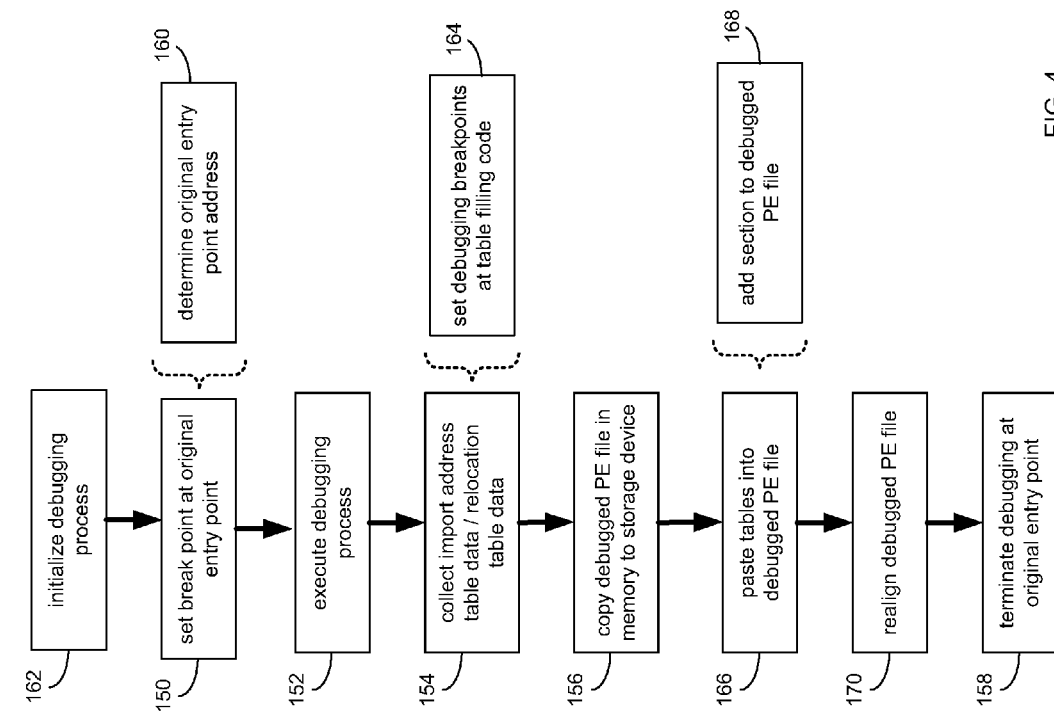 162
initialize debugging
process
150
set break point at original
entry point
160
determine original entry
point address
152
execute debugging
process
154
collect import address
table data / relocation
table data
164
set debugging breakpoints
at table filling code
156
copy debugged PE file in
memory to storage device
166
paste tables into
debugged PE file
168
add section to debugged
PE file
170
realign debugged PE file
158
terminate debugging at
original entry point
FIG. 4